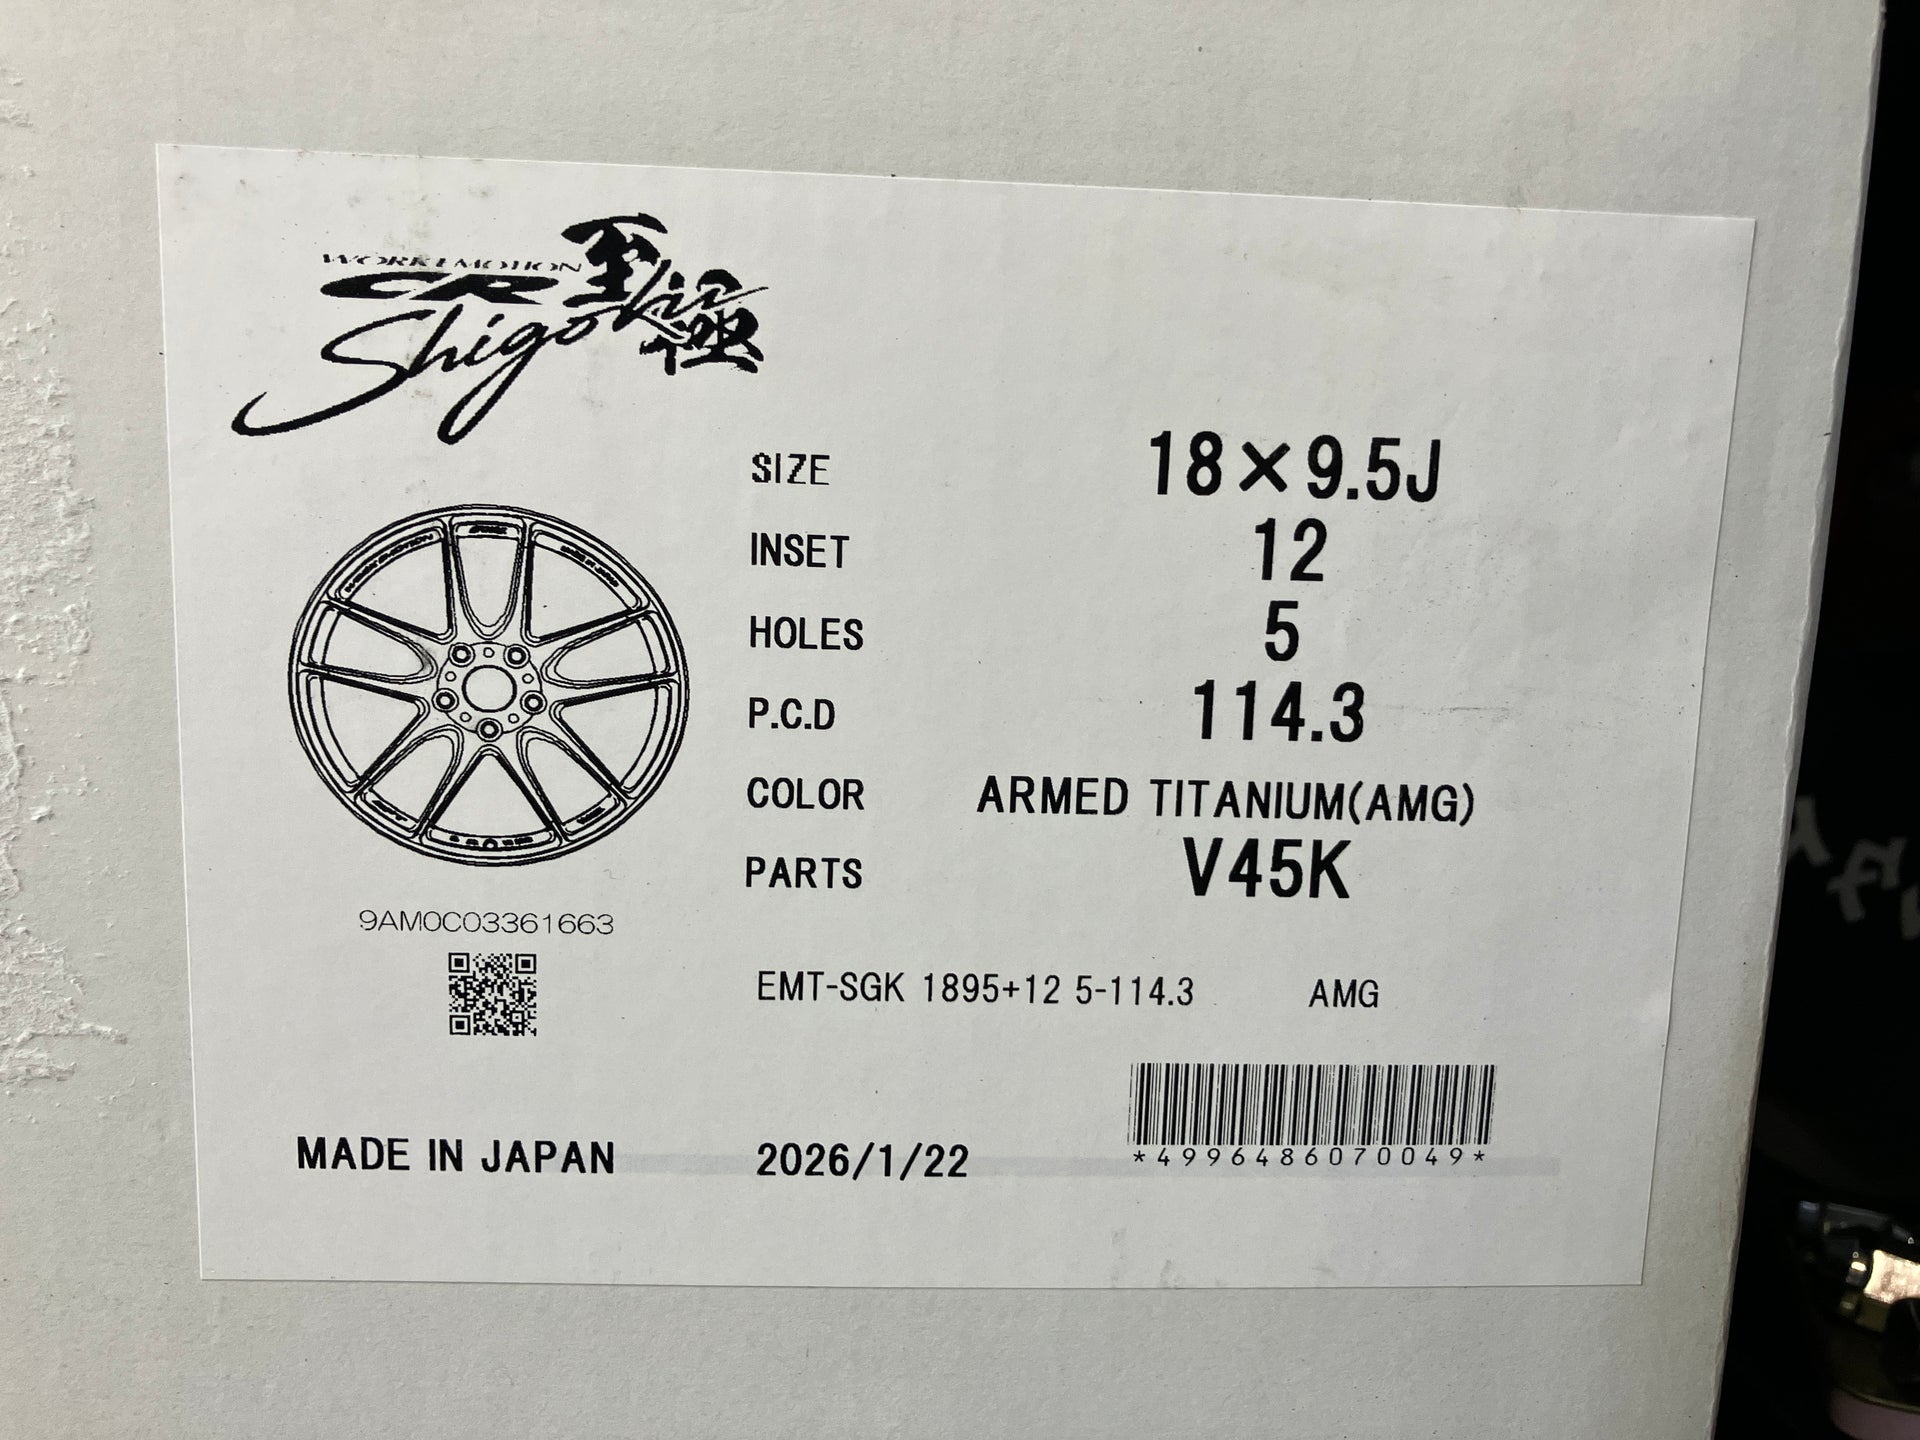 WORK EMOTION
CR 至極
Shigoku
SIZE 18×9.5J
INSET 12
HOLES 5
P.C.D 114.3
COLOR ARMED TITANIUM(AMG)
PARTS V45K
9AM0C03361663
EMT-SGK 1895+12 5-114.3 AMG
MADE IN JAPAN 2026/1/22
*4996486070049*